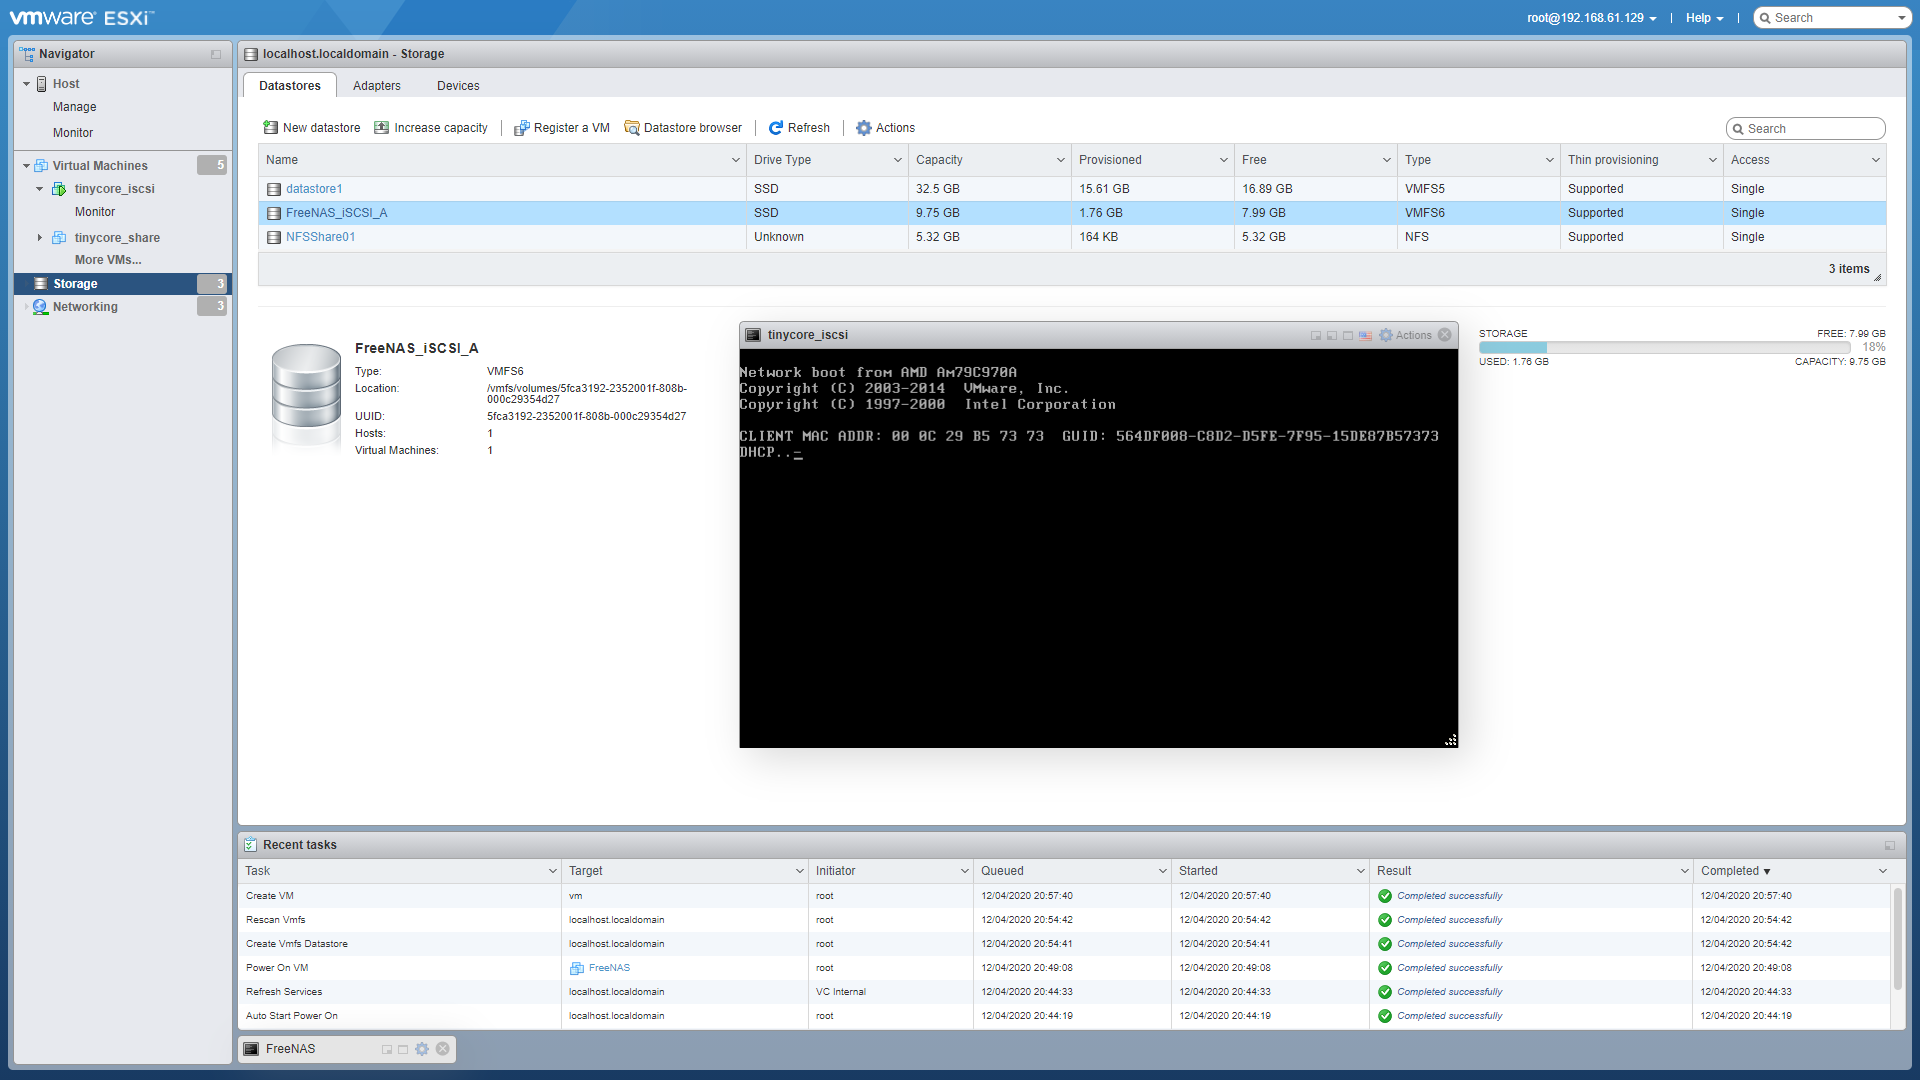 vmware ESXi™
root@192.168.61.129 | Help | Search
Navigator
Host
Manage
Monitor
Virtual Machines 5
tinycore_iscsi
Monitor
tinycore_share
More VMs...
Storage 3
Networking 3
localhost.localdomain - Storage
Datastores Adapters Devices
New datastore Increase capacity | Register a VM Datastore browser | Refresh | Actions
Search
Name Drive Type Capacity Provisioned Free Type Thin provisioning Access
datastore1 SSD 32.5 GB 15.61 GB 16.89 GB VMFS5 Supported Single
FreeNAS_iSCSI_A SSD 9.75 GB 1.76 GB 7.99 GB VMFS6 Supported Single
NFSShare01 Unknown 5.32 GB 164 KB 5.32 GB NFS Supported Single
3 items
FreeNAS_iSCSI_A
Type: VMFS6
Location: /vmfs/volumes/5fca3192-2352001f-808b-
000c29354d27
UUID: 5fca3192-2352001f-808b-000c29354d27
Hosts: 1
Virtual Machines: 1
tinycore_iscsi Actions
Network boot from AMD Am79C970A
Copyright (C) 2003-2014  VMware, Inc.
Copyright (C) 1997-2000  Intel Corporation
CLIENT MAC ADDR: 00 0C 29 B5 73 73  GUID: 564DF008-C8D2-D5FE-7F95-15DE87B57373
DHCP.._
STORAGE FREE: 7.99 GB
18%
USED: 1.76 GB CAPACITY: 9.75 GB
Recent tasks
Task Target Initiator Queued Started Result Completed ▼
Create VM vm root 12/04/2020 20:57:40 12/04/2020 20:57:40 Completed successfully 12/04/2020 20:57:40
Rescan Vmfs localhost.localdomain root 12/04/2020 20:54:42 12/04/2020 20:54:42 Completed successfully 12/04/2020 20:54:42
Create Vmfs Datastore localhost.localdomain root 12/04/2020 20:54:41 12/04/2020 20:54:41 Completed successfully 12/04/2020 20:54:42
Power On VM FreeNAS root 12/04/2020 20:49:08 12/04/2020 20:49:08 Completed successfully 12/04/2020 20:49:08
Refresh Services localhost.localdomain VC Internal 12/04/2020 20:44:33 12/04/2020 20:44:33 Completed successfully 12/04/2020 20:44:33
Auto Start Power On localhost.localdomain root 12/04/2020 20:44:19 12/04/2020 20:44:19 Completed successfully 12/04/2020 20:44:19
FreeNAS